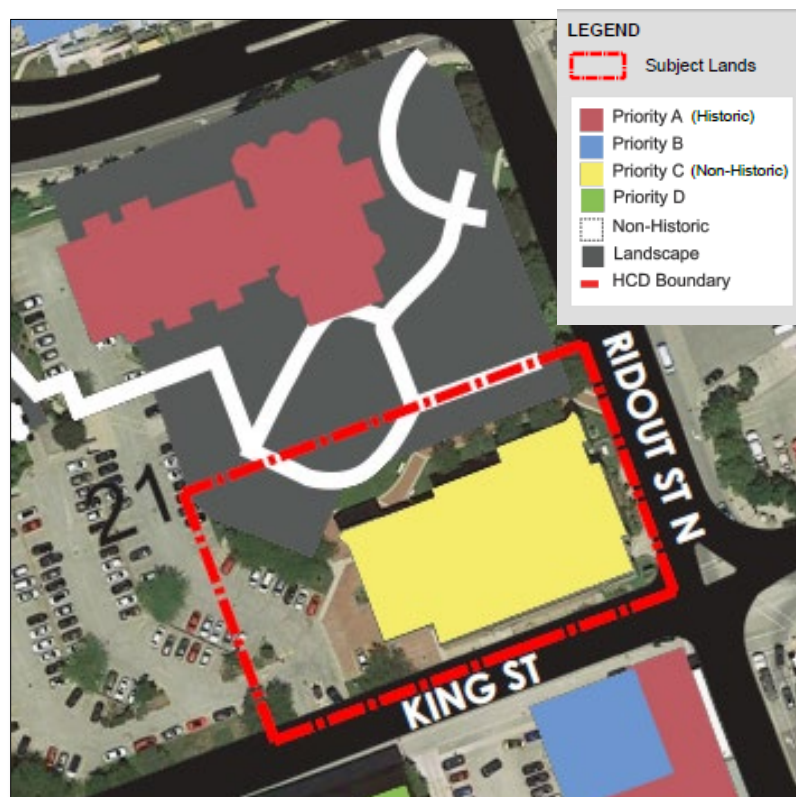 LEGEND
Subject Lands
Priority A (Historic)
Priority B
Priority C (Non-Historic)
Priority D
Non-Historic
Landscape
HCD Boundary
RIDOUT ST N
21
KING ST